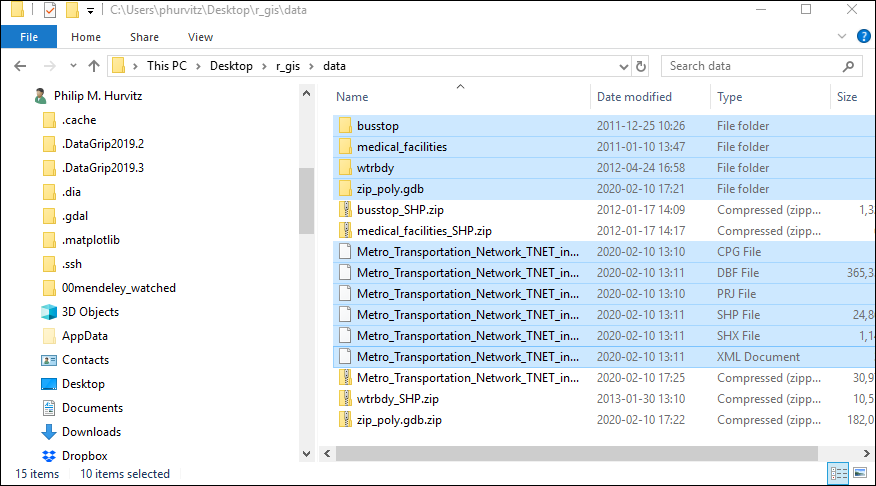 C:\Users\phurvitz\Desktop\r_gis\data
File Home Share View
This PC > Desktop > r_gis > data
Search data
Philip M. Hurvitz
.cache
.DataGrip2019.2
.DataGrip2019.3
.dia
.gdal
.matplotlib
.ssh
00mendeley_watched
3D Objects
AppData
Contacts
Desktop
Documents
Downloads
Dropbox
Name Date modified Type Size
busstop 2011-12-25 10:26 File folder
medical_facilities 2011-01-10 13:47 File folder
wtrbdy 2012-04-24 16:58 File folder
zip_poly.gdb 2020-02-10 17:21 File folder
busstop_SHP.zip 2012-01-17 14:09 Compressed (zipp... 1,3
medical_facilities_SHP.zip 2012-01-17 14:17 Compressed (zipp...
Metro_Transportation_Network_TNET_in... 2020-02-10 13:10 CPG File
Metro_Transportation_Network_TNET_in... 2020-02-10 13:11 DBF File 365,3
Metro_Transportation_Network_TNET_in... 2020-02-10 13:10 PRJ File
Metro_Transportation_Network_TNET_in... 2020-02-10 13:11 SHP File 24,8
Metro_Transportation_Network_TNET_in... 2020-02-10 13:11 SHX File 1,1
Metro_Transportation_Network_TNET_in... 2020-02-10 13:11 XML Document
Metro_Transportation_Network_TNET_in... 2020-02-10 17:25 Compressed (zipp... 30,9
wtrbdy_SHP.zip 2013-01-30 13:10 Compressed (zipp... 10,5
zip_poly.gdb.zip 2020-02-10 17:22 Compressed (zipp... 182,0
15 items 10 items selected